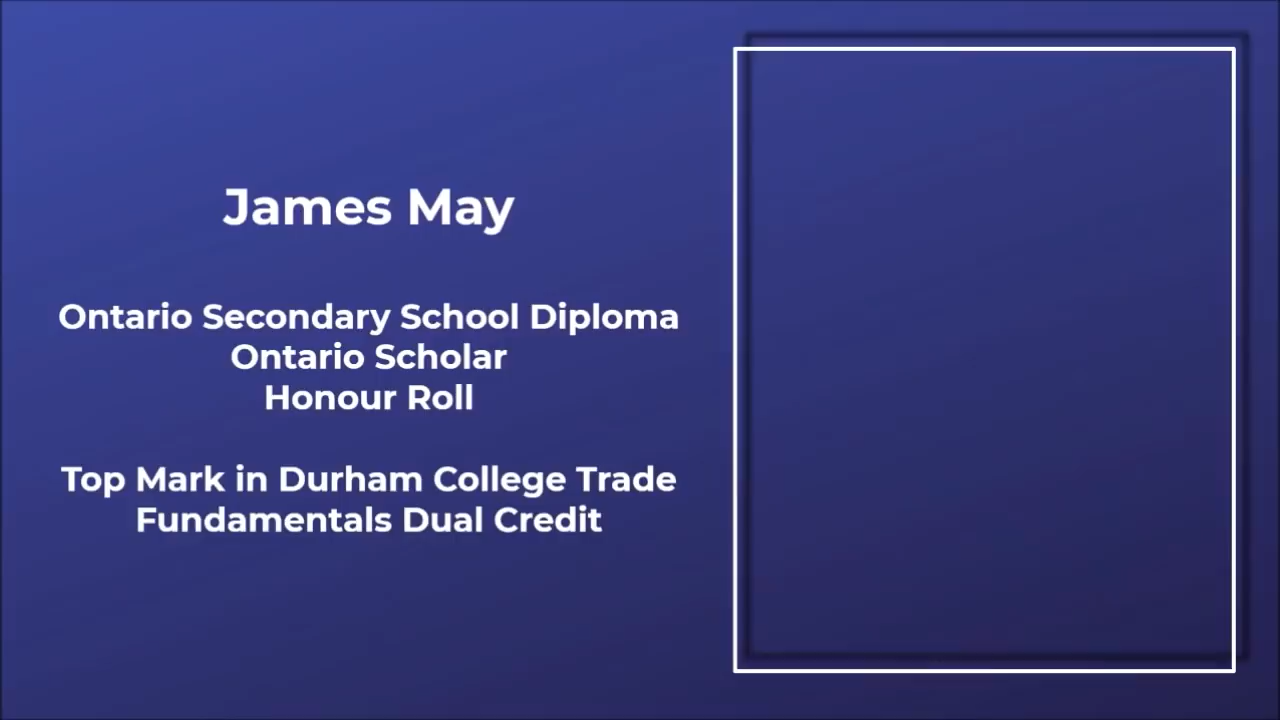 James May
Ontario Secondary School Diploma
Ontario Scholar
Honour Roll
Top Mark in Durham College Trade
Fundamentals Dual Credit